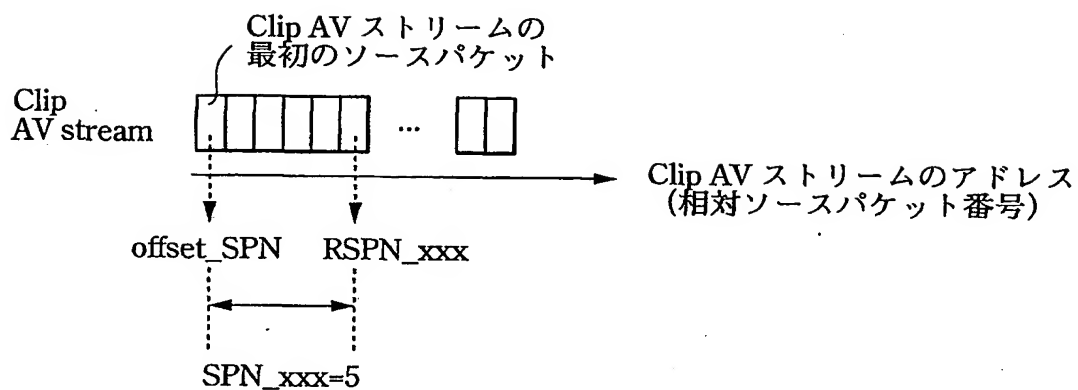 Clip AV ストリームの
最初のソースパケット
Clip
AV stream
...
Clip AV ストリームのアドレス
(相対ソースパケット番号)
offset_SPN
RSPN_xxx
SPN_xxx=5